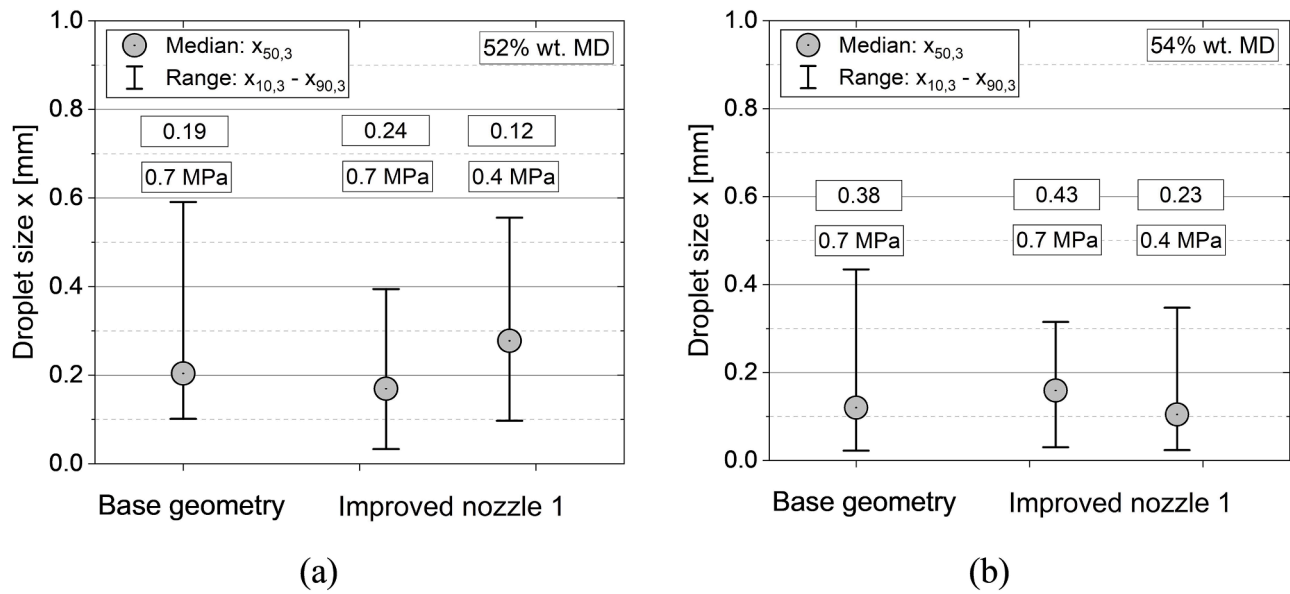 1.0
0.8
0.6
0.4
0.2
0.0
Droplet size x [mm]
Median: x50,3
Range: x10,3 - x90,3
52% wt. MD
0.19
0.24
0.12
0.7 MPa
0.7 MPa
0.4 MPa
Base geometry
Improved nozzle 1
(a)
1.0
0.8
0.6
0.4
0.2
0.0
Droplet size x [mm]
Median: x50,3
Range: x10,3 - x90,3
54% wt. MD
0.38
0.43
0.23
0.7 MPa
0.7 MPa
0.4 MPa
Base geometry
Improved nozzle 1
(b)